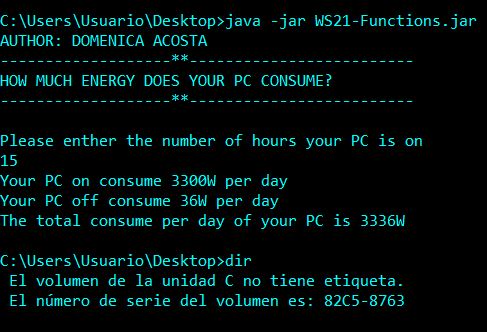 C:\Users\Usuario\Desktop>java -jar WS21-Functions.jar
AUTHOR: DOMENICA ACOSTA
-------------------**-------------------------
HOW MUCH ENERGY DOES YOUR PC CONSUME?
-------------------**-------------------------
Please enther the number of hours your PC is on
15
Your PC on consume 3300W per day
Your PC off consume 36W per day
The total consume per day of your PC is 3336W
C:\Users\Usuario\Desktop>dir
El volumen de la unidad C no tiene etiqueta.
El número de serie del volumen es: 82C5-8763